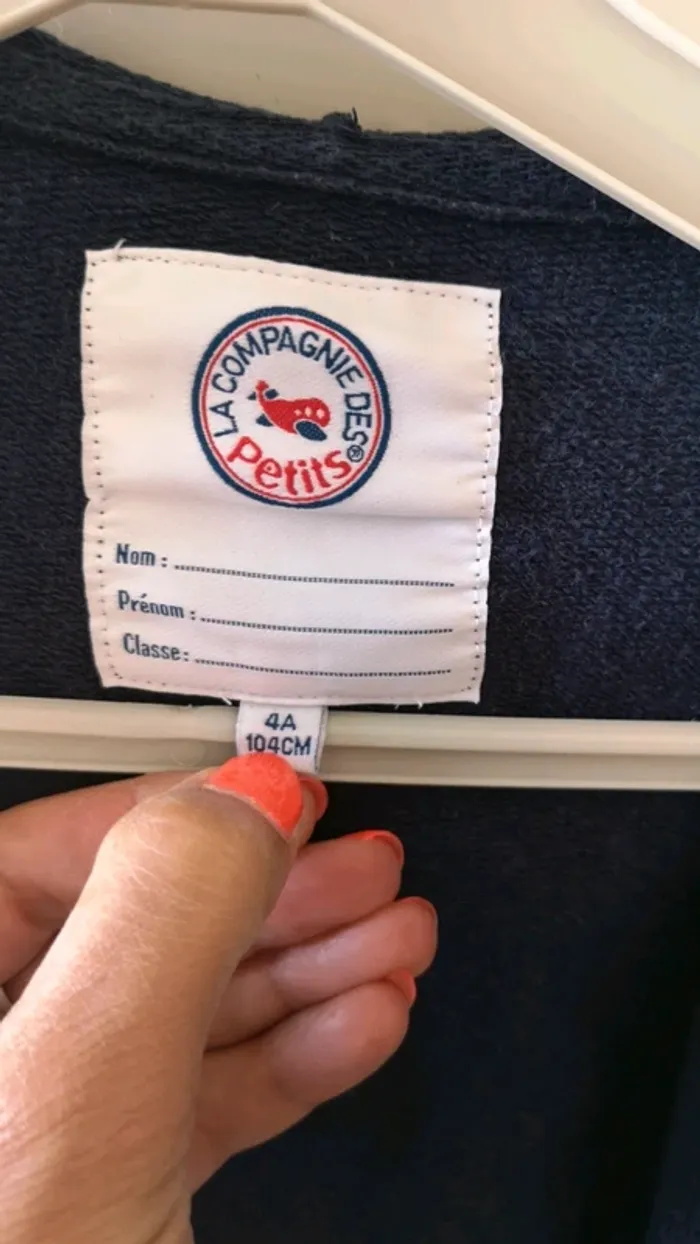 LA COMPAGNIE DES®
Petits
Nom :
Prénom :
Classe:
4A
104CM